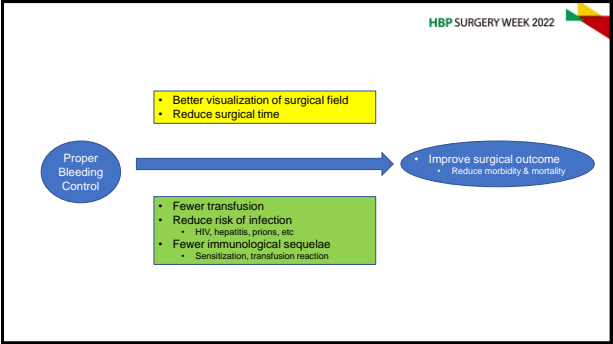 HBP SURGERY WEEK 2022
• Better visualization of surgical field
• Reduce surgical time
Proper
Bleeding
Control
• Improve surgical outcome
• Reduce morbidity & mortality
• Fewer transfusion
• Reduce risk of infection
• HIV, hepatitis, prions, etc
• Fewer immunological sequelae
• Sensitization, transfusion reaction